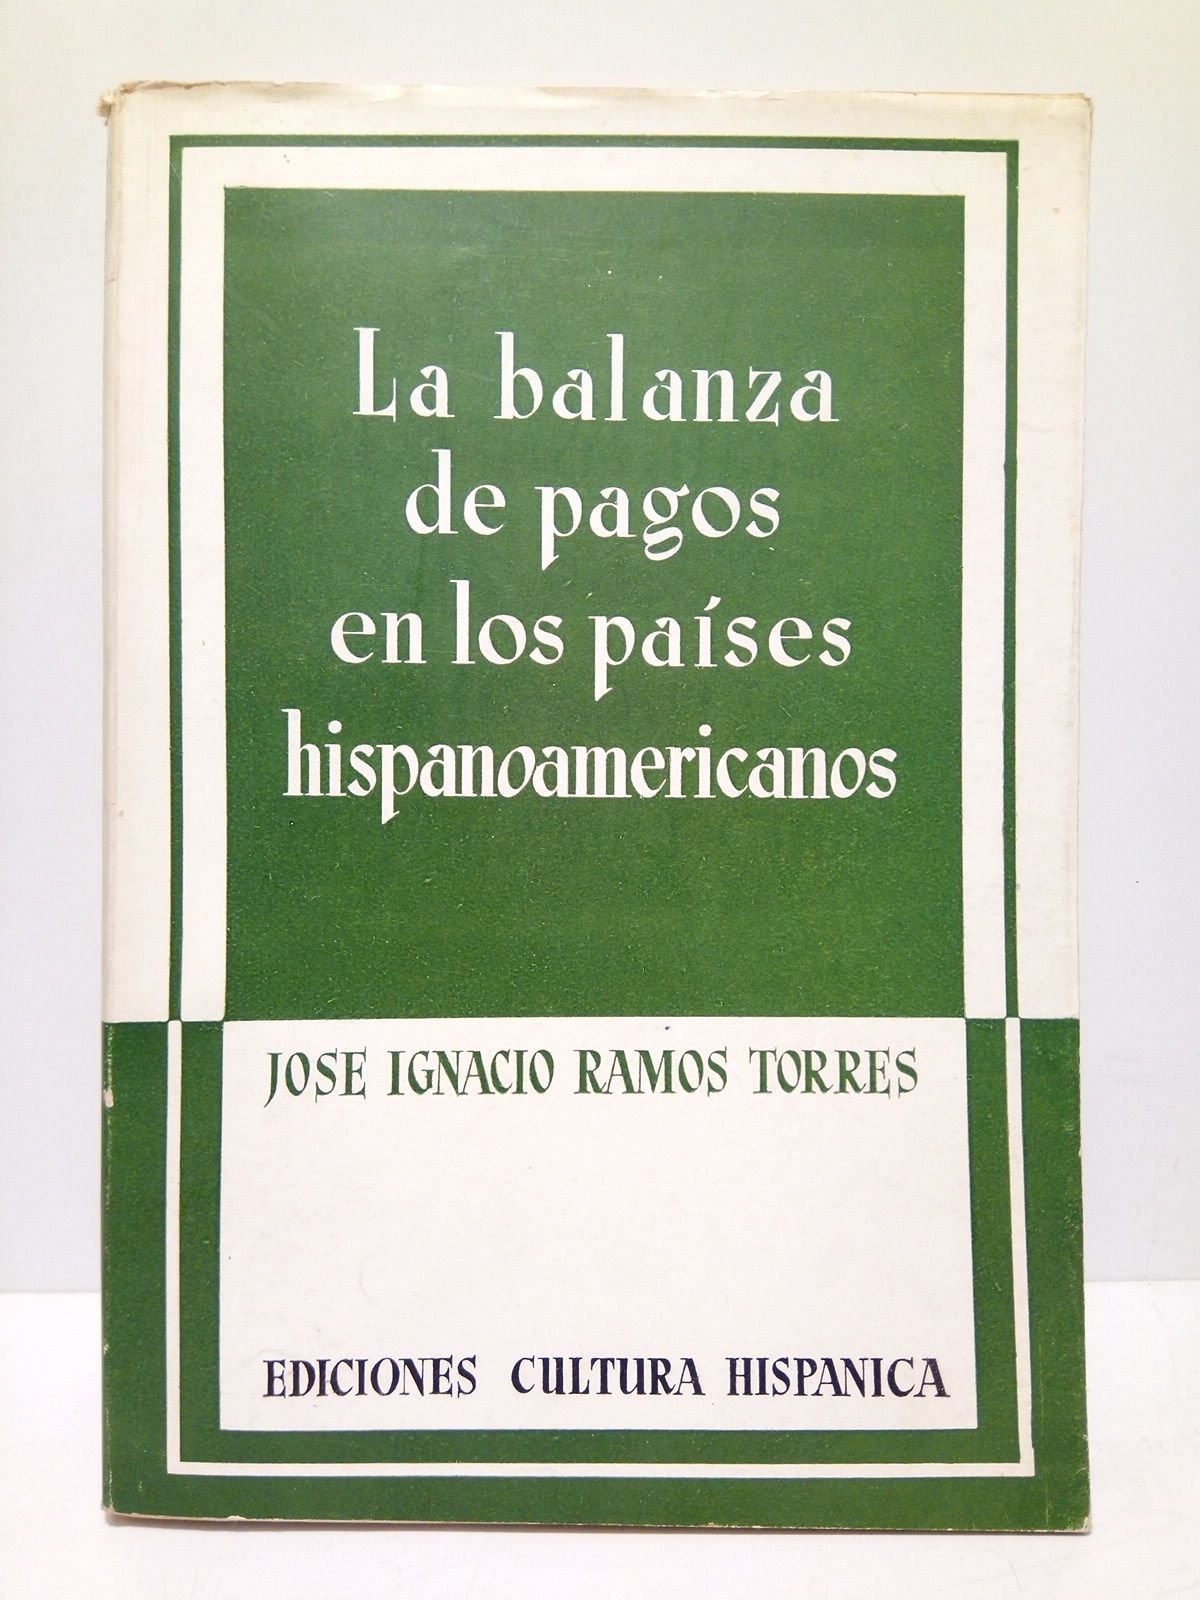 La balanza
de pagos
en los países
hispanoamericanos
JOSE IGNACIO RAMOS TORRES
EDICIONES CULTURA HISPANICA